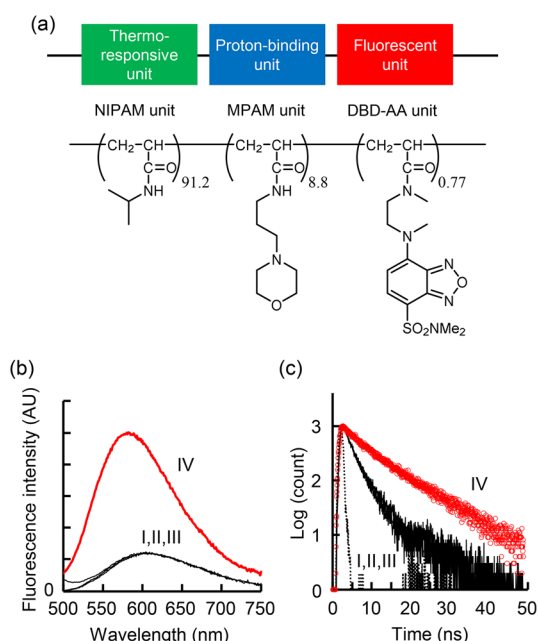 (a)
Thermo-
responsive
unit
Proton-binding
unit
Fluorescent
unit
NIPAM unit
MPAM unit
DBD-AA unit
CH2-CH
CH2-CH
CH2-CH
C=O
C=O
C=O
NH
91.2
NH
8.8
N
0.77
N
N
N
O
N
O
SO2NMe2
(b)
Fluorescence intensity (AU)
IV
I,II,III
0
500 550 600 650 700 750
Wavelength (nm)
(c)
Log (count)
3
2
1
0
IV
I,II,III
0 10 20 30 40 50
Time (ns)